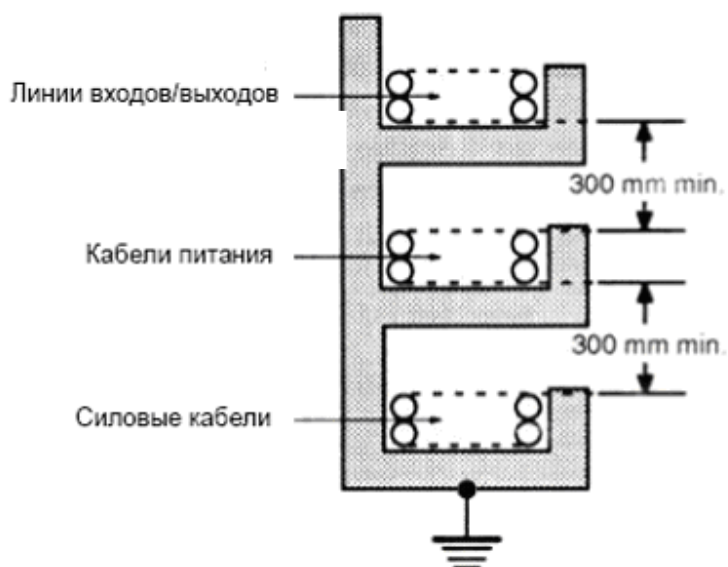 Линии входов/выходов
300 mm min.
Кабели питания
300 mm min.
Силовые кабели